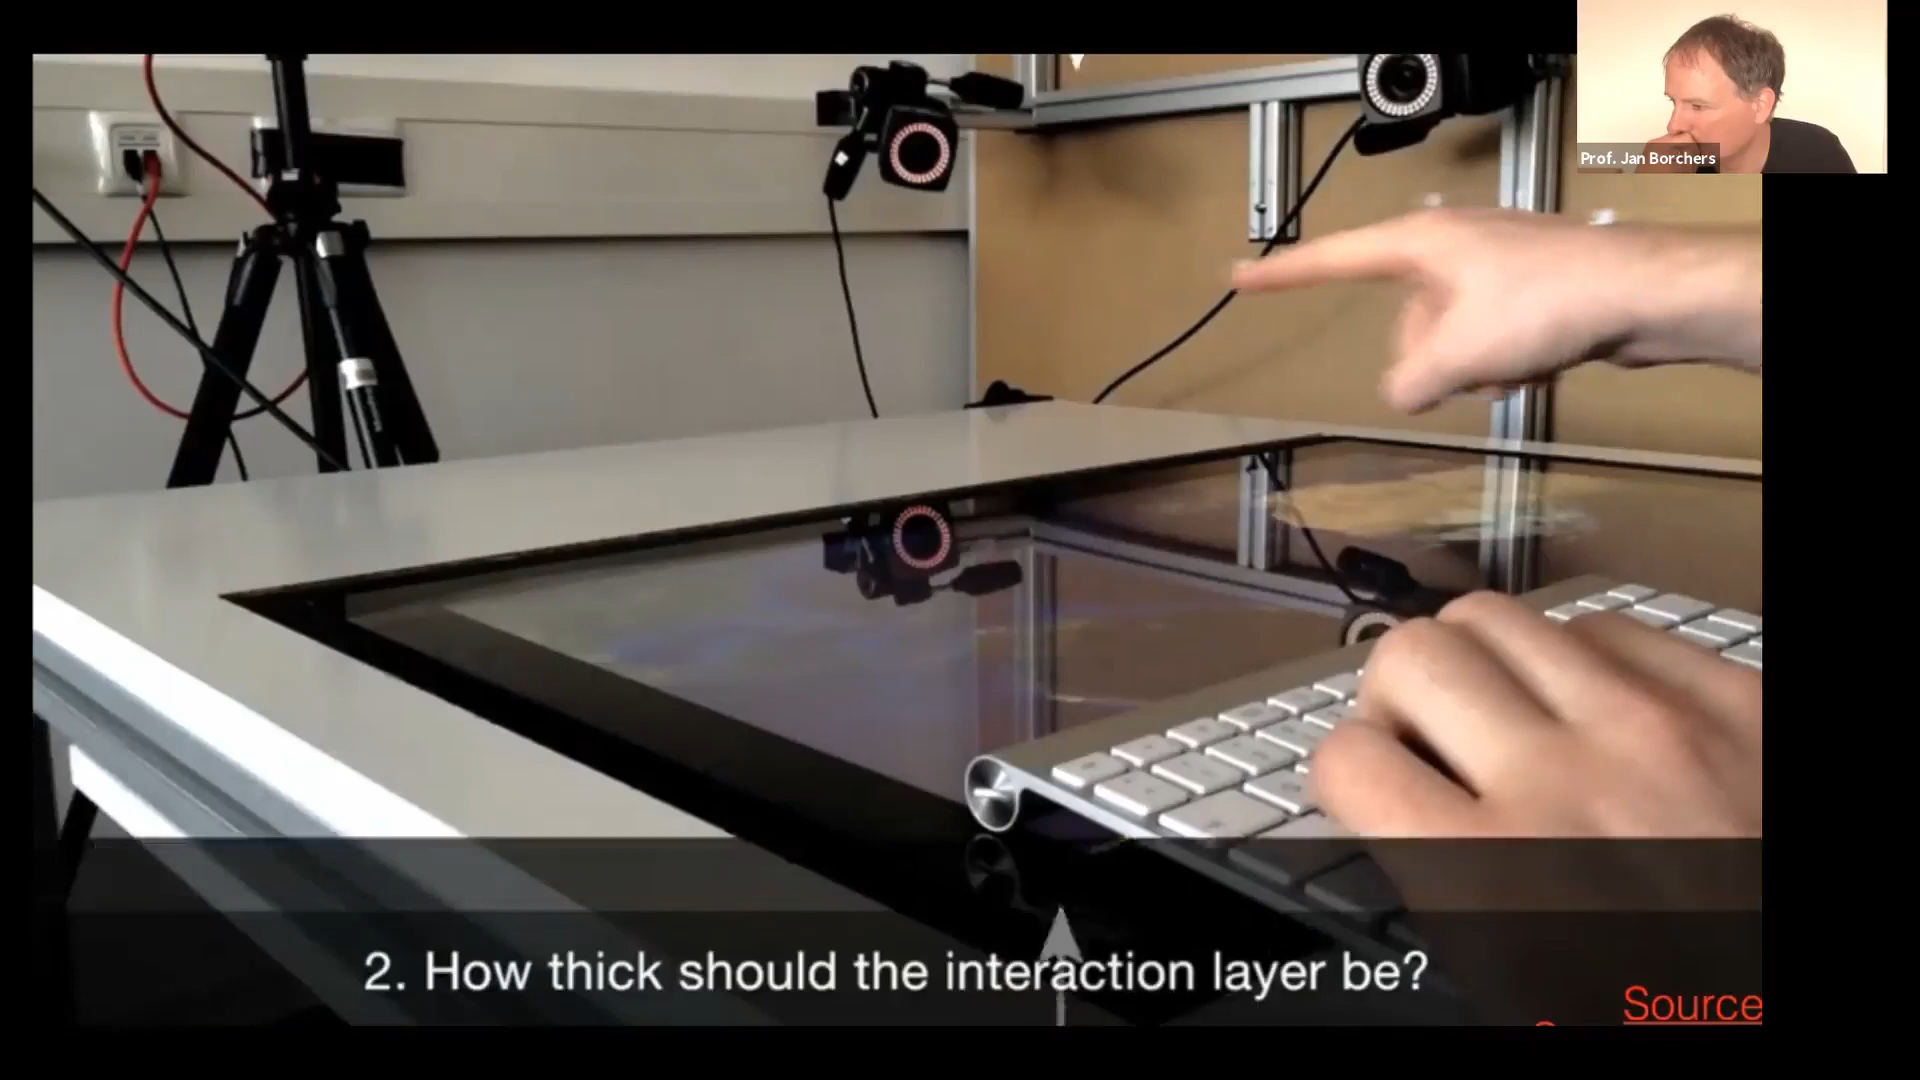 Prof. Jan Borchers
2. How thick should the interaction layer be?
Source